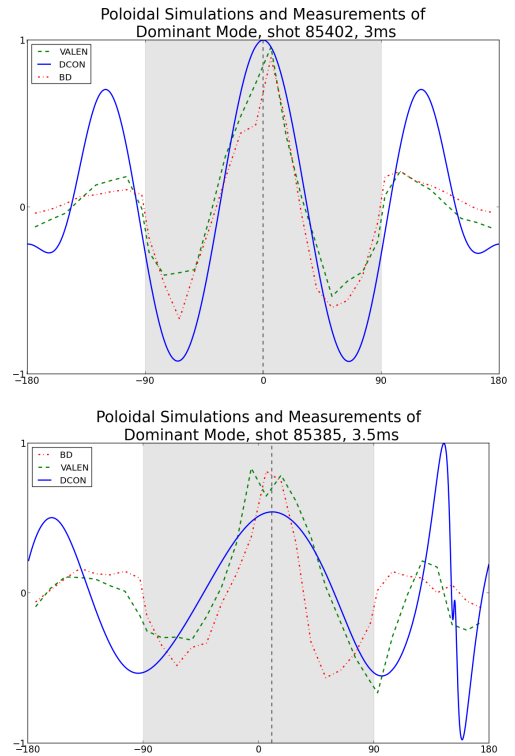 Poloidal Simulations and Measurements of
Dominant Mode, shot 85402, 3ms
1
VALEN
DCON
BD
0
−1
−180
−90
0
90
180
Poloidal Simulations and Measurements of
Dominant Mode, shot 85385, 3.5ms
1
BD
VALEN
DCON
0
−1
−180
−90
0
90
180